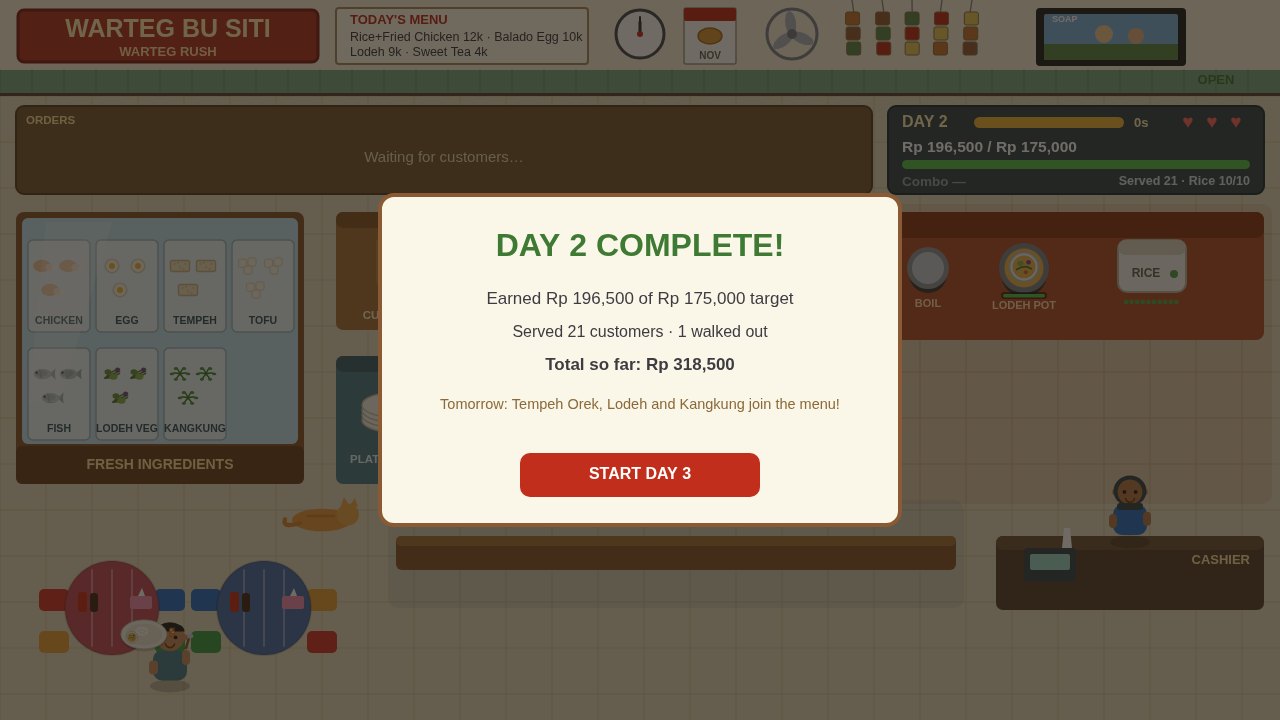 WARTEG BU SITI
WARTEG RUSH
TODAY'S MENU
Rice+Fried Chicken 12k · Balado Egg 10k
Lodeh 9k · Sweet Tea 4k
NOV
SOAP
OPEN
ORDERS
Waiting for customers…
DAY 2
0s
♥ ♥ ♥
Rp 196,500 / Rp 175,000
Combo —
Served 21 · Rice 10/10
DAY 2 COMPLETE!
Earned Rp 196,500 of Rp 175,000 target
Served 21 customers · 1 walked out
Total so far: Rp 318,500
Tomorrow: Tempeh Orek, Lodeh and Kangkung join the menu!
START DAY 3
CHICKEN
EGG
TEMPEH
TOFU
FISH
LODEH VEG
KANGKUNG
FRESH INGREDIENTS
CU
PLAT
BOIL
LODEH POT
RICE
CASHIER